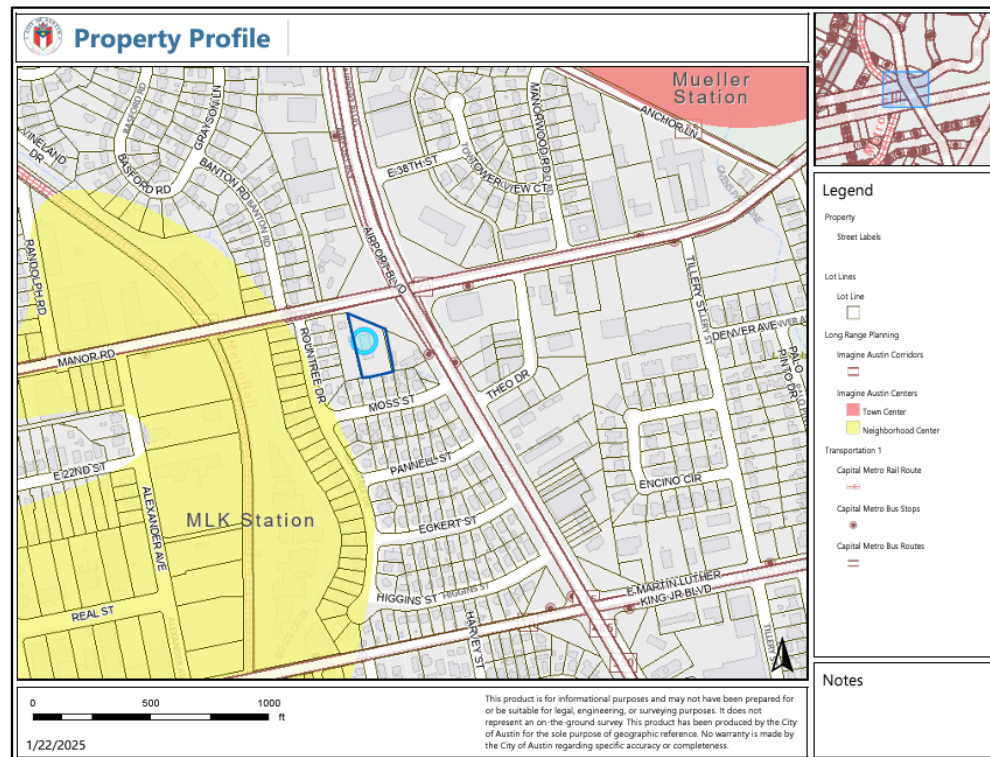 Property Profile
Mueller
Station
ANCHOR LN
MANORWOOD RD
GRAYSON LN
BASFORD RD
VINELAND
DR
BASFORD RD
BANTON RD
BANTON RD
E 38TH ST
TOWER VIEW CT
AIRPORT BLVD
RANDOLPH RD
TILLERY ST
DENVER AVE
PALO
PINTO DR
MANOR RD
ROUNTREE DR
THEO DR
MOSS ST
PANNELL ST
E 22ND ST
ENCINO CIR
ALEXANDER AVE
MLK Station
EGKERT ST
E MARTIN LUTHER
KING JR BLVD
HIGGINS ST
HIGGINS ST
REAL ST
HARVEY ST
TILLERY ST
Legend
Property
Street Labels
Lot Lines
Lot Line
Long Range Planning
Imagine Austin Corridors
Imagine Austin Centers
Town Center
Neighborhood Center
Transportation 1
Capital Metro Rail Route
Capital Metro Bus Stops
Capital Metro Bus Routes
Notes
0 500 1000
ft
1/22/2025
This product is for informational purposes and may not have been prepared for
or be suitable for legal, engineering, or surveying purposes. It does not
represent an on-the-ground survey. This product has been produced by the City
of Austin for the sole purpose of geographic reference. No warranty is made by
the City of Austin regarding specific accuracy or completeness.